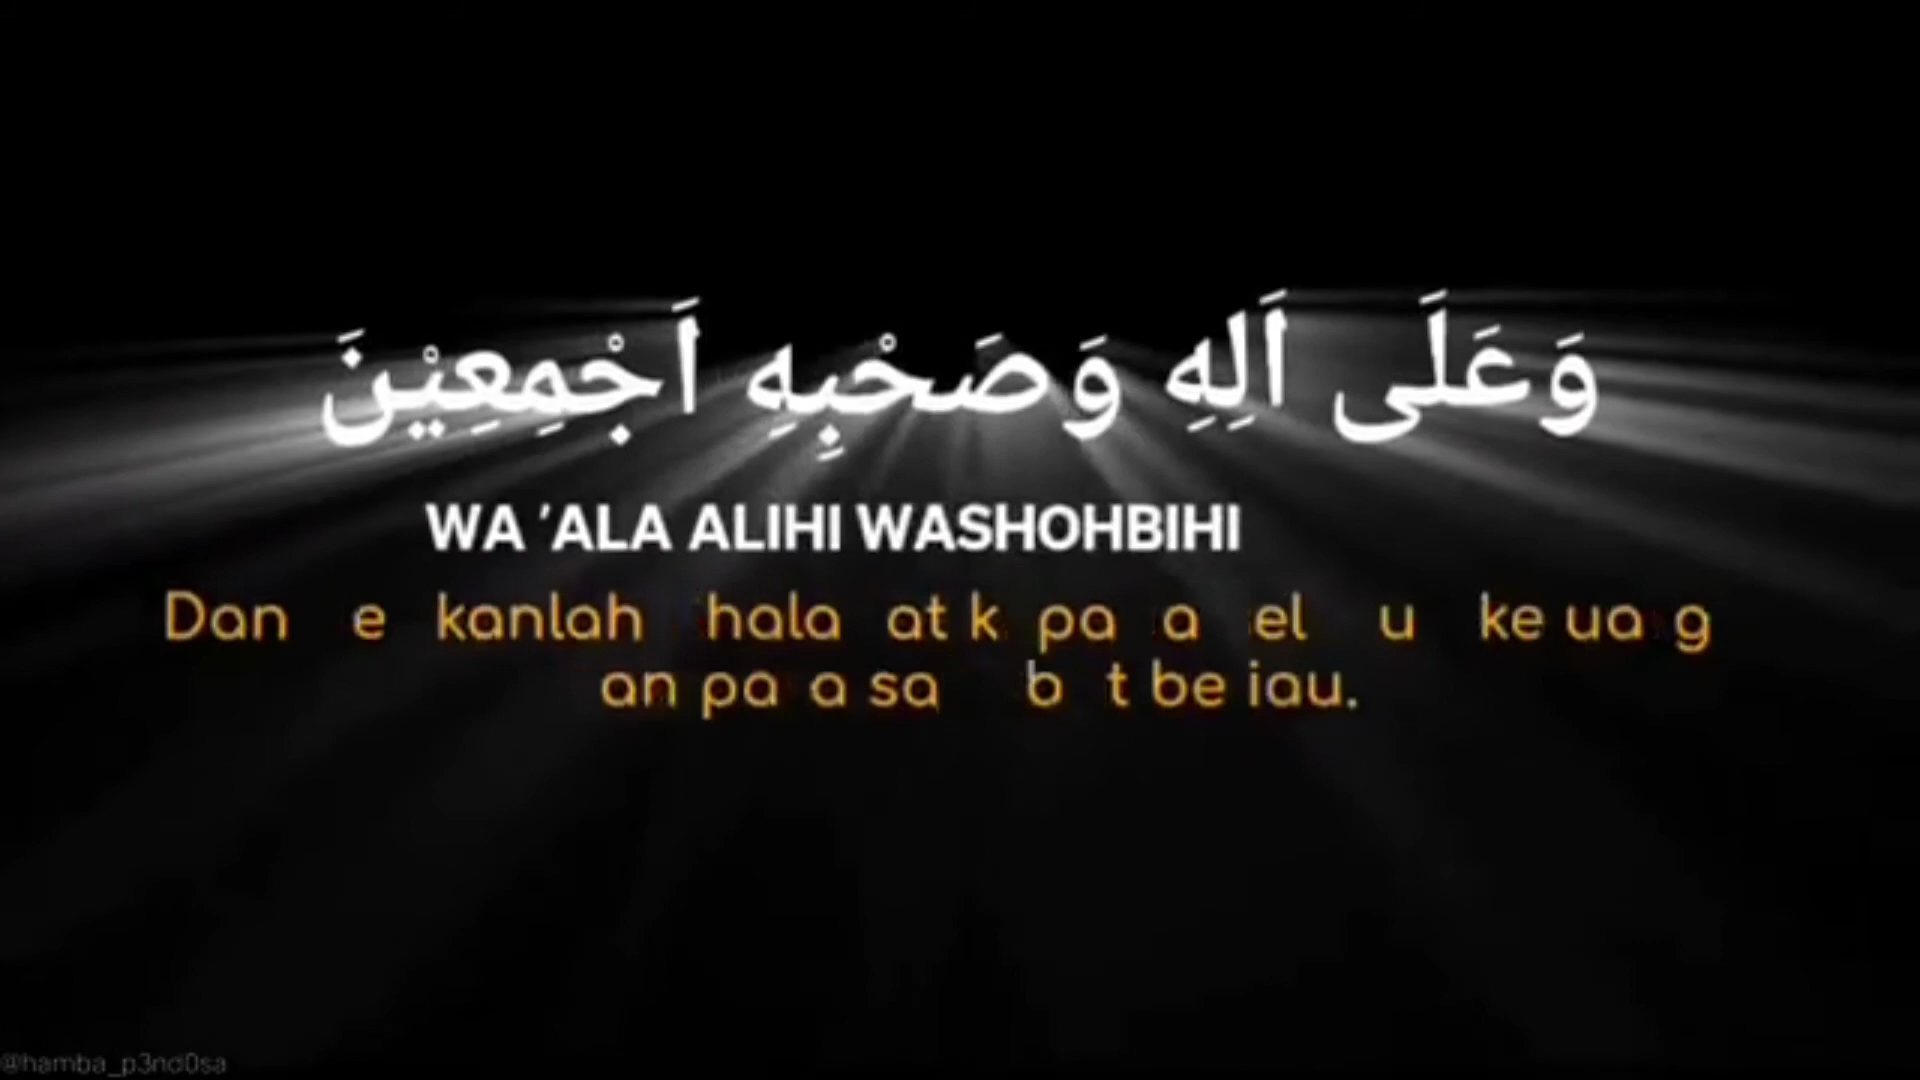 وَعَلَى اَلِهِ وَصَحْبِهِ اَجْمِعِيْنَ
WA 'ALA ALIHI WASHOHBIHI
Dan e kanlah hala at k pa a el u ke ua g
an pa a sa b t be iau.
@hamba_p3nd0sa